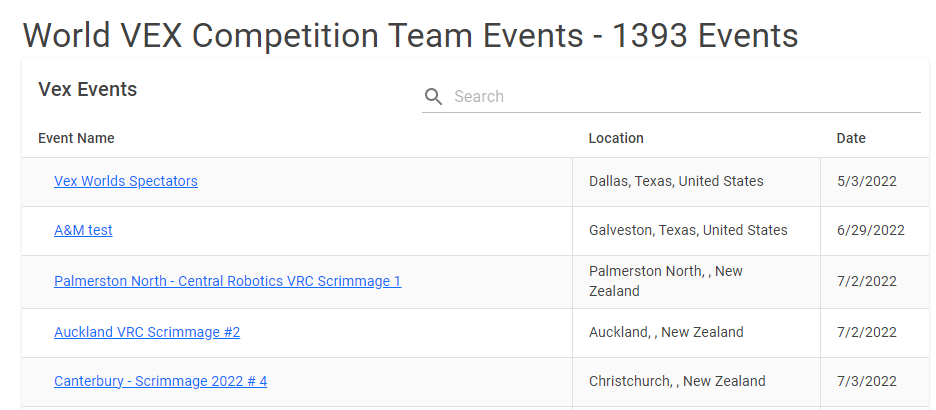 World VEX Competition Team Events - 1393 Events
Vex Events
Search
Event Name Location Date
Vex Worlds Spectators Dallas, Texas, United States 5/3/2022
A&M test Galveston, Texas, United States 6/29/2022
Palmerston North - Central Robotics VRC Scrimmage 1 Palmerston North, , New Zealand 7/2/2022
Auckland VRC Scrimmage #2 Auckland, , New Zealand 7/2/2022
Canterbury - Scrimmage 2022 # 4 Christchurch, , New Zealand 7/3/2022